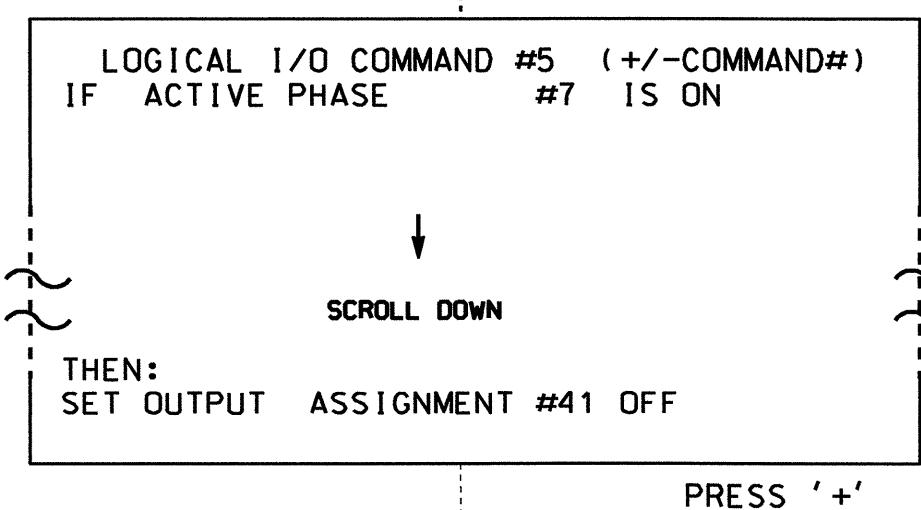 LOGICAL I/O COMMAND #5 (+/-COMMAND#)
IF ACTIVE PHASE #7 IS ON
SCROLL DOWN
THEN:
SET OUTPUT ASSIGNMENT #41 OFF
PRESS '+'